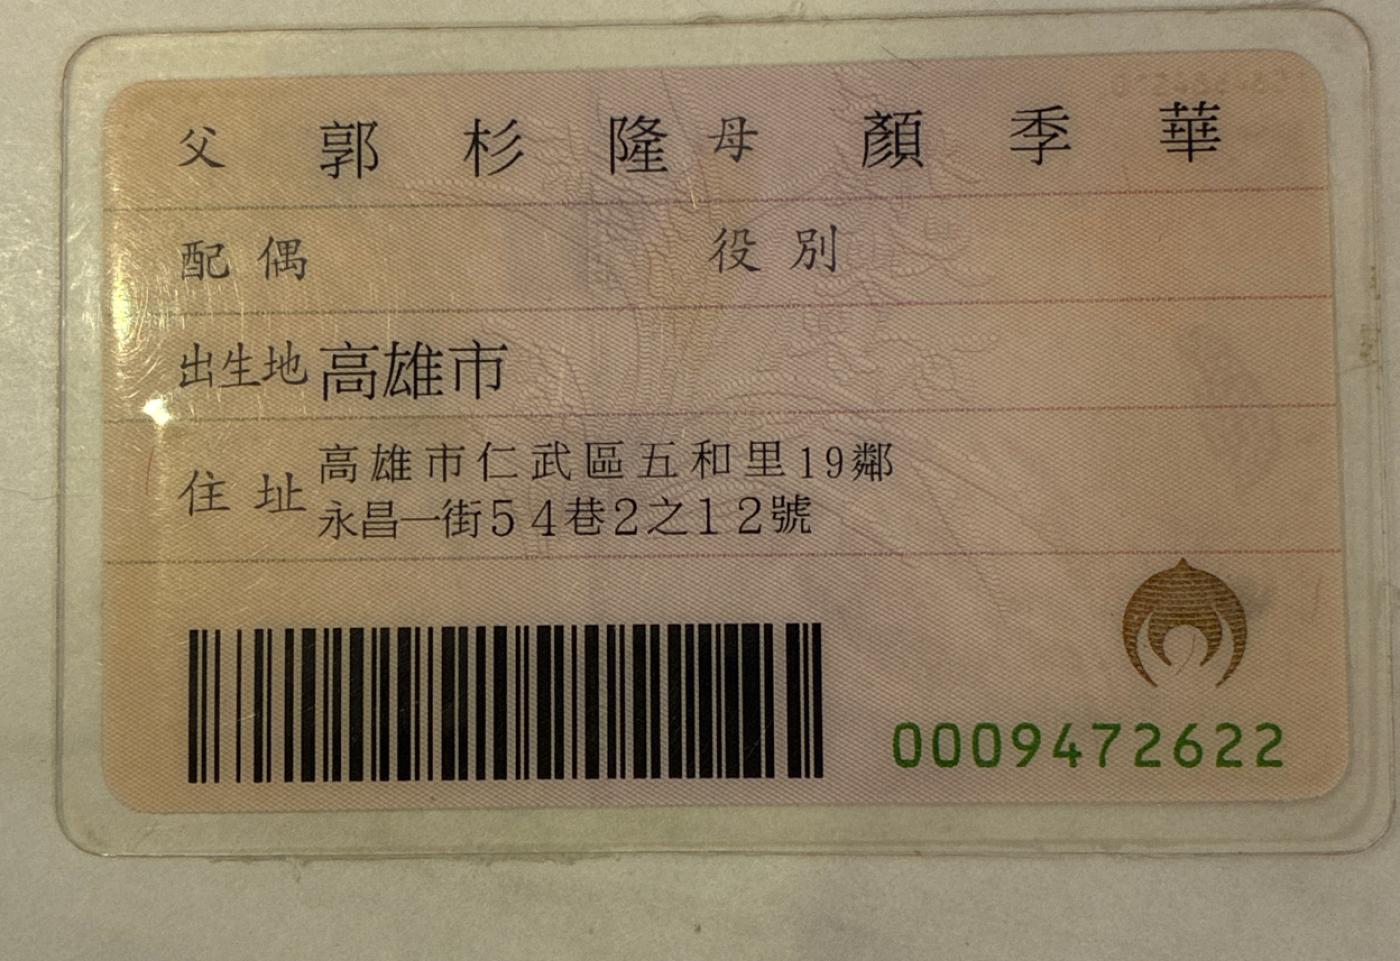 父 郭杉隆 母 顏季華
配偶 役別
出生地 高雄市
住址 高雄市仁武區五和里19鄰
永昌一街54巷2之12號
0009472622